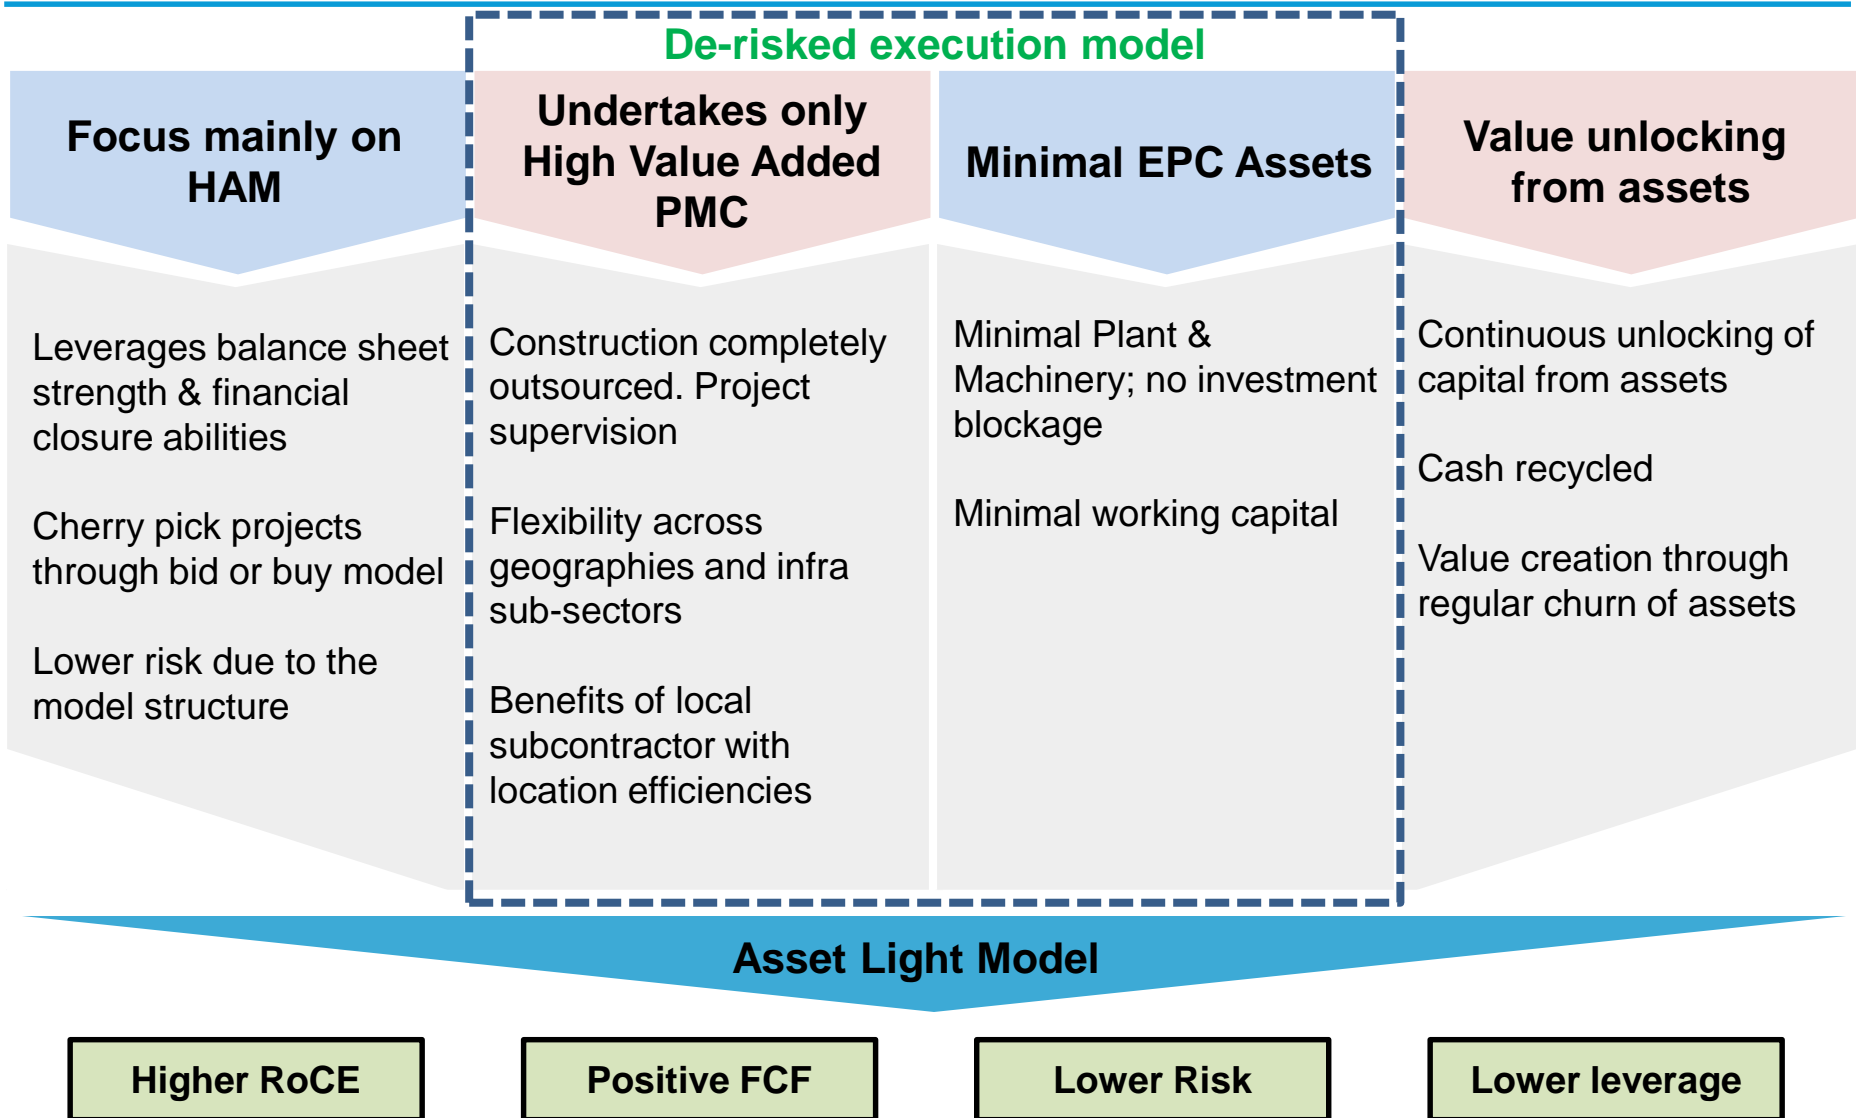 De-risked execution model
Focus mainly on
HAM
Undertakes only
High Value Added
PMC
Minimal EPC Assets
Value unlocking
from assets
Leverages balance sheet
strength & financial
closure abilities
Cherry pick projects
through bid or buy model
Lower risk due to the
model structure
Construction completely
outsourced. Project
supervision
Flexibility across
geographies and infra
sub-sectors
Benefits of local
subcontractor with
location efficiencies
Minimal Plant &
Machinery; no investment
blockage
Minimal working capital
Continuous unlocking of
capital from assets
Cash recycled
Value creation through
regular churn of assets
Asset Light Model
Higher RoCE
Positive FCF
Lower Risk
Lower leverage